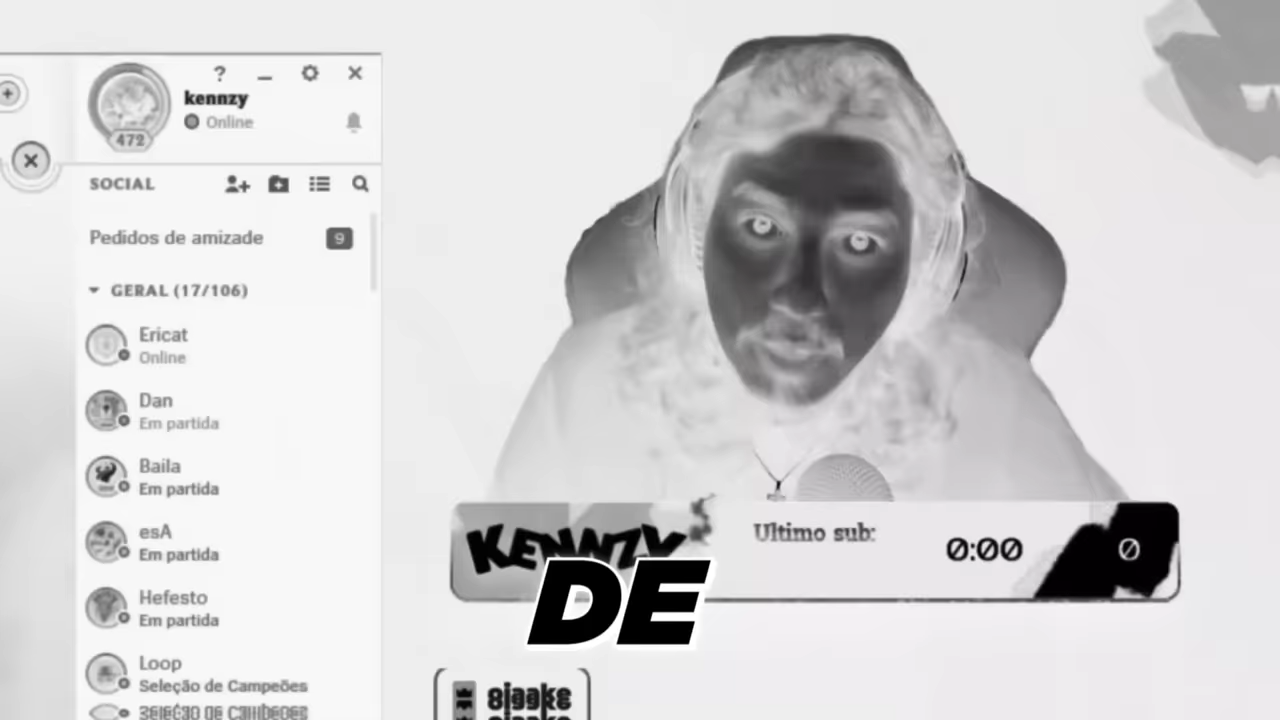 ?
kennzy
Online
472
SOCIAL
Pedidos de amizade
9
GERAL (17/106)
Ericat
Online
Dan
Em partida
Baila
Em partida
esA
Em partida
Hefesto
Em partida
Loop
Seleção de Campeões
KENNZY
Ultimo sub:
0:00
0
DE